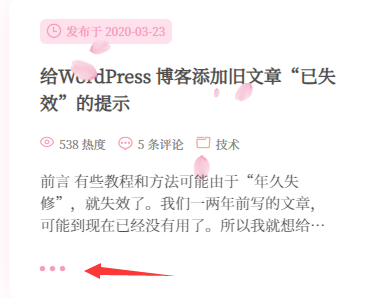 发布于 2020-03-23
给WordPress 博客添加旧文章“已失
效”的提示
538 热度 5 条评论 技术
前言 有些教程和方法可能由于“年久失
修”，就失效了。我们一两年前写的文章，
可能到现在已经没有用了。所以我就想给…